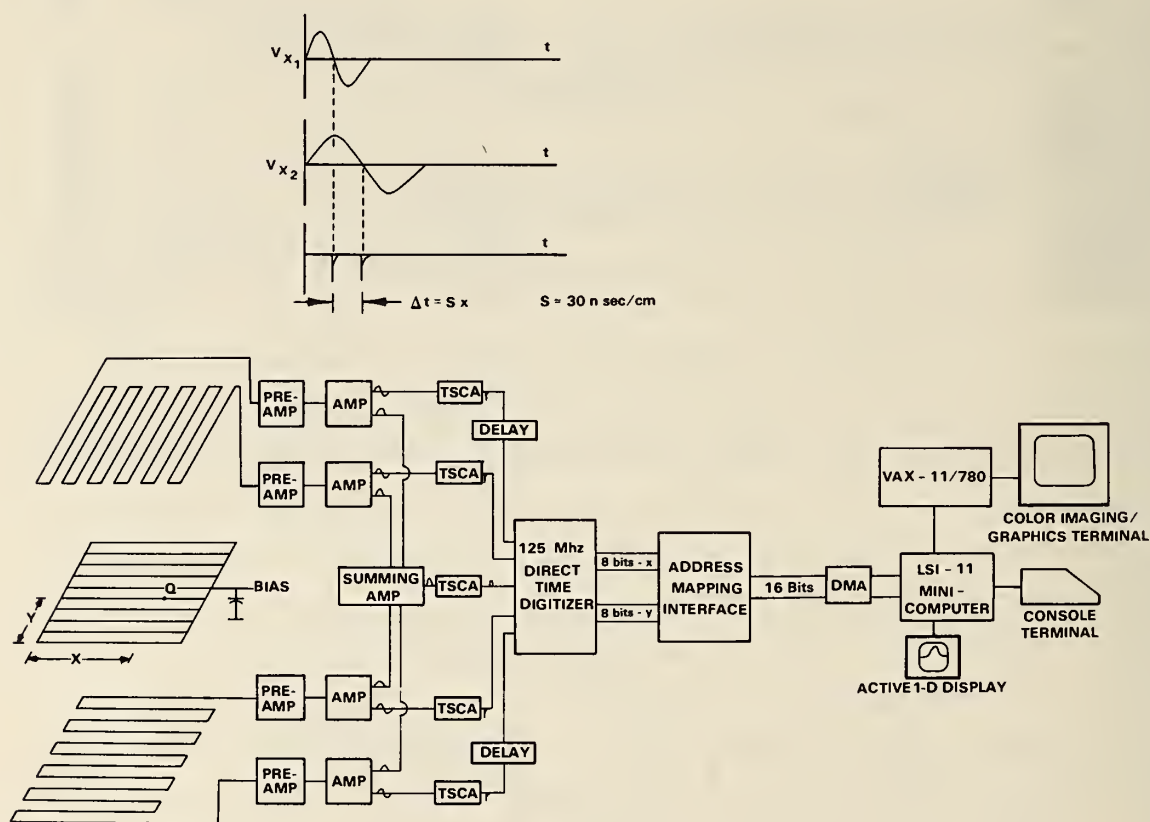 t
V X1
t
V X2
t
Δt = S x
S = 30 n sec/cm
PRE-
AMP
AMP
TSCA
DELAY
PRE-
AMP
AMP
TSCA
VAX - 11/780
COLOR IMAGING/
GRAPHICS TERMINAL
125 Mhz
DIRECT
TIME
DIGITIZER
8 bits - x
8 bits - y
ADDRESS
MAPPING
INTERFACE
16 Bits
DMA
LSI - 11
MINI-
COMPUTER
CONSOLE
TERMINAL
ACTIVE 1-D DISPLAY
SUMMING
AMP
TSCA
Q
BIAS
Y
X
PRE-
AMP
AMP
TSCA
DELAY
PRE-
AMP
AMP
TSCA